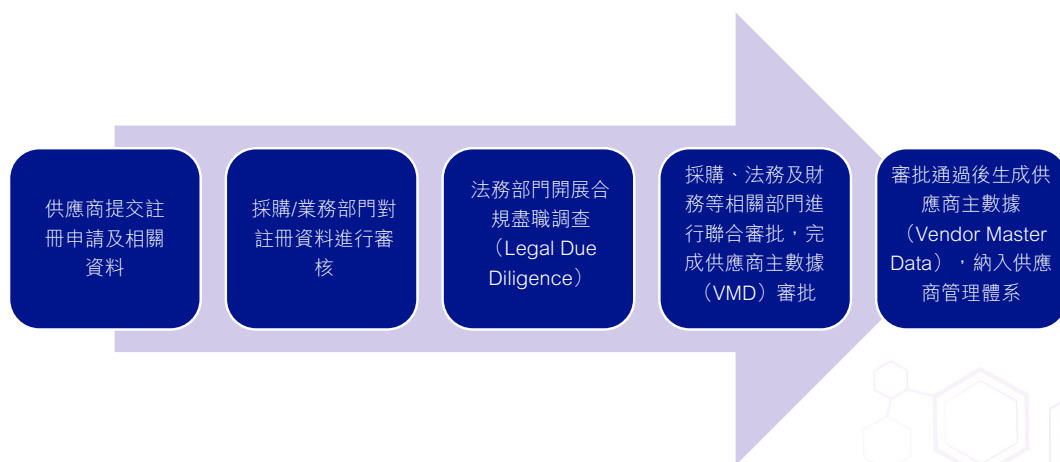 供應商提交註
冊申請及相關
資料
採購/業務部門對
註冊資料進行審
核
法務部門開展合
規盡職調查
（Legal Due
Diligence）
採購、法務及財
務等相關部門進
行聯合審批，完
成供應商主數據
（VMD）審批
審批通過後生成供
應商主數據
（Vendor Master
Data），納入供應
商管理體系